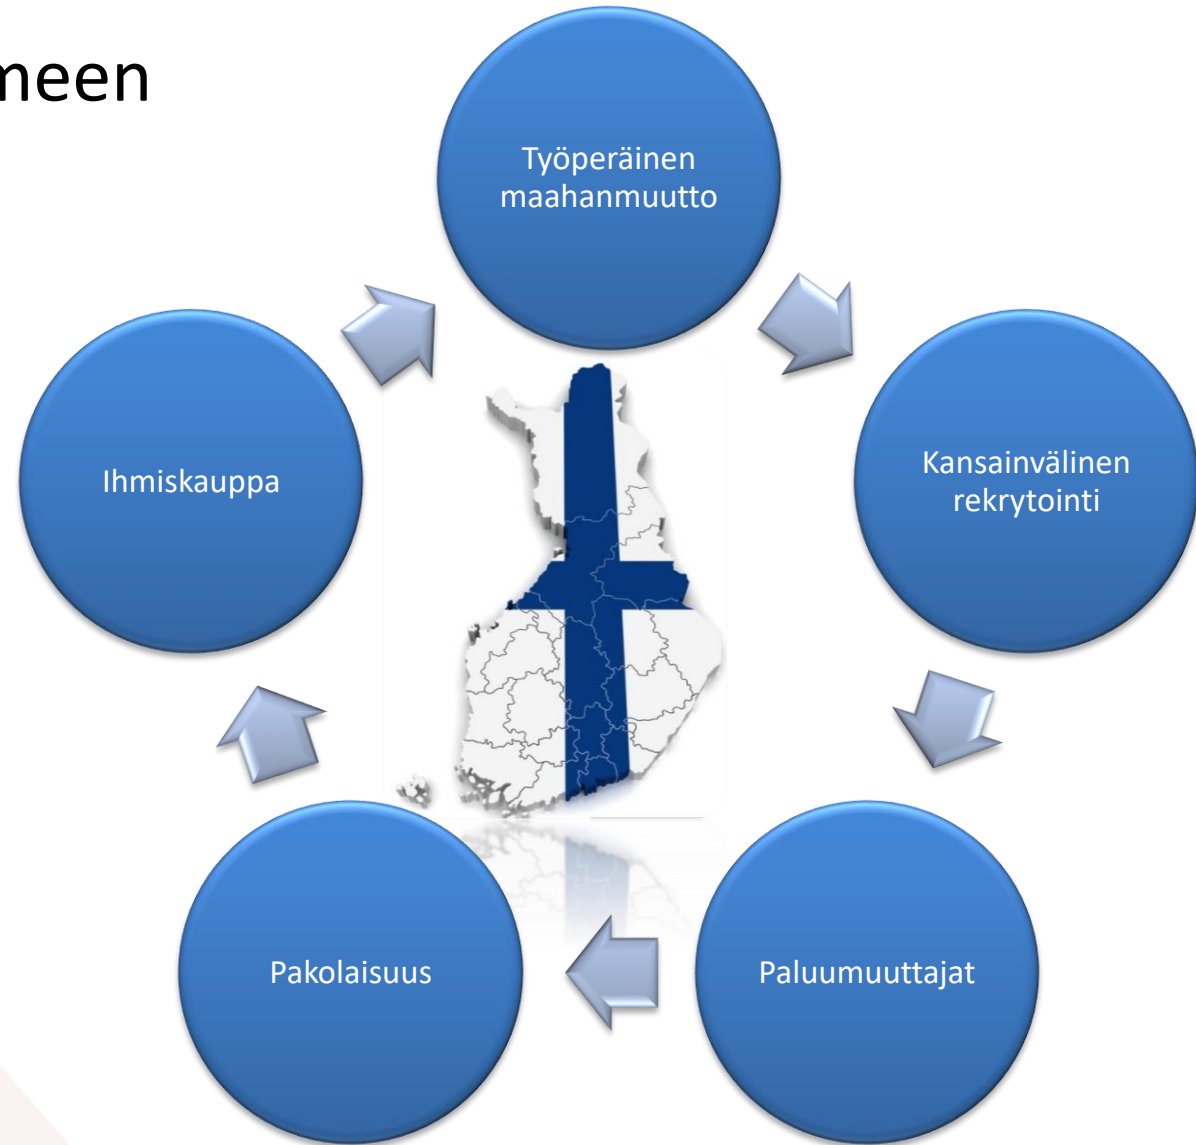 meen
Työperäinen
maahanmuutto
Kansainvälinen
rekrytointi
Paluumuuttajat
Pakolaisuus
Ihmiskauppa